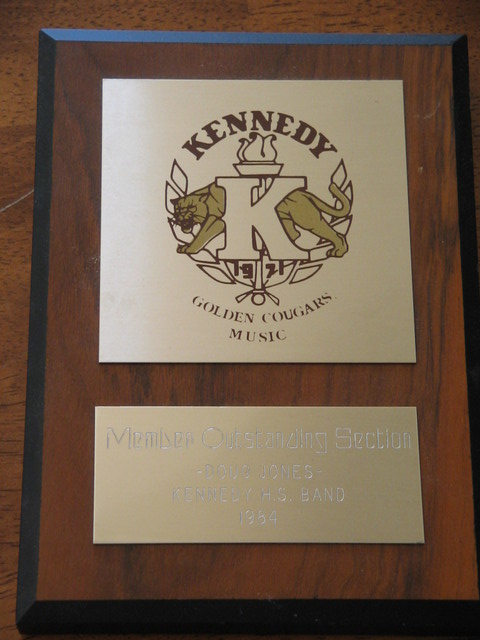 KENNEDY
K
1971
GOLDEN COUGARS
MUSIC
Member Outstanding Section
-DOUG JONES-
KENNEDY H.S. BAND
1984